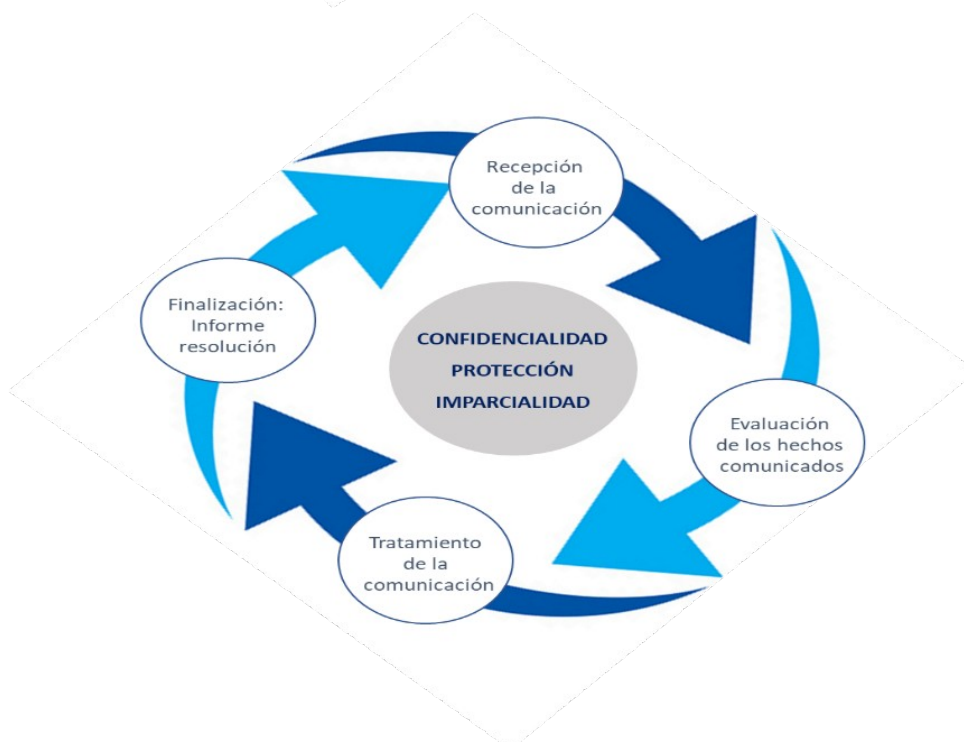 Recepción
de la
comunicación
Evaluación
de los hechos
comunicados
Tratamiento
de la
comunicación
Finalización:
Informe
resolución
CONFIDENCIALIDAD
PROTECCIÓN
IMPARCIALIDAD